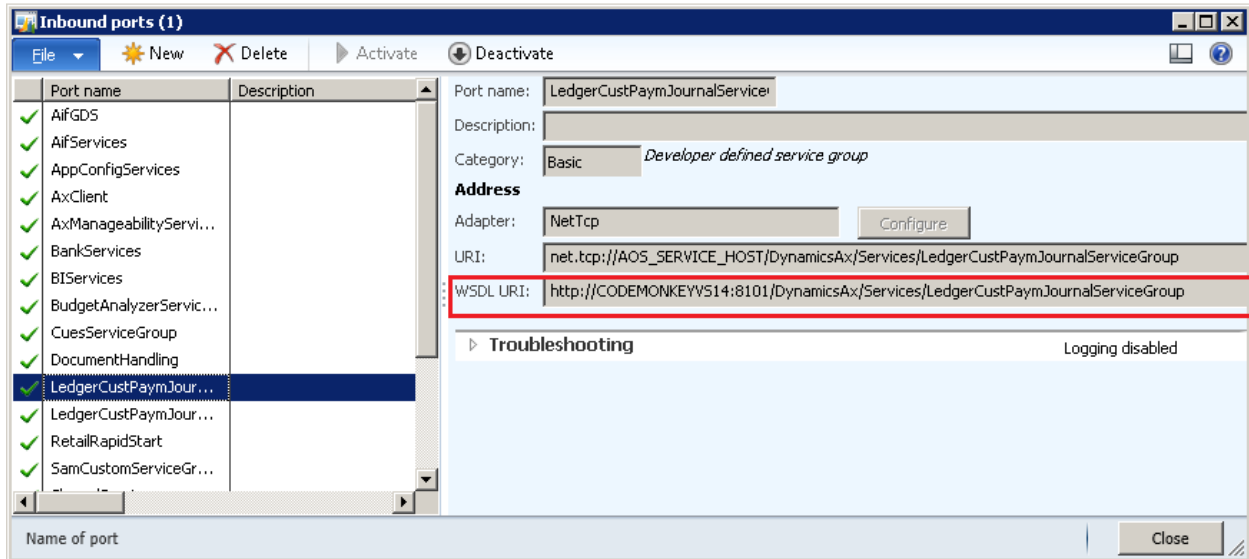 Inbound ports (1)
File New Delete Activate Deactivate
Port name Description
AifGDS
AifServices
AppConfigServices
AxClient
AxManageabilityServi...
BankServices
BIServices
BudgetAnalyzerServic...
CuesServiceGroup
DocumentHandling
LedgerCustPaymJour...
LedgerCustPaymJour...
RetailRapidStart
SamCustomServiceGr...
Port name: LedgerCustPaymJournalService
Description:
Category: Basic Developer defined service group
Address
Adapter: NetTcp Configure
URI: net.tcp://AOS_SERVICE_HOST/DynamicsAx/Services/LedgerCustPaymJournalServiceGroup
WSDL URI: http://CODEMONKEYVS14:8101/DynamicsAx/Services/LedgerCustPaymJournalServiceGroup
Troubleshooting Logging disabled
Name of port Close